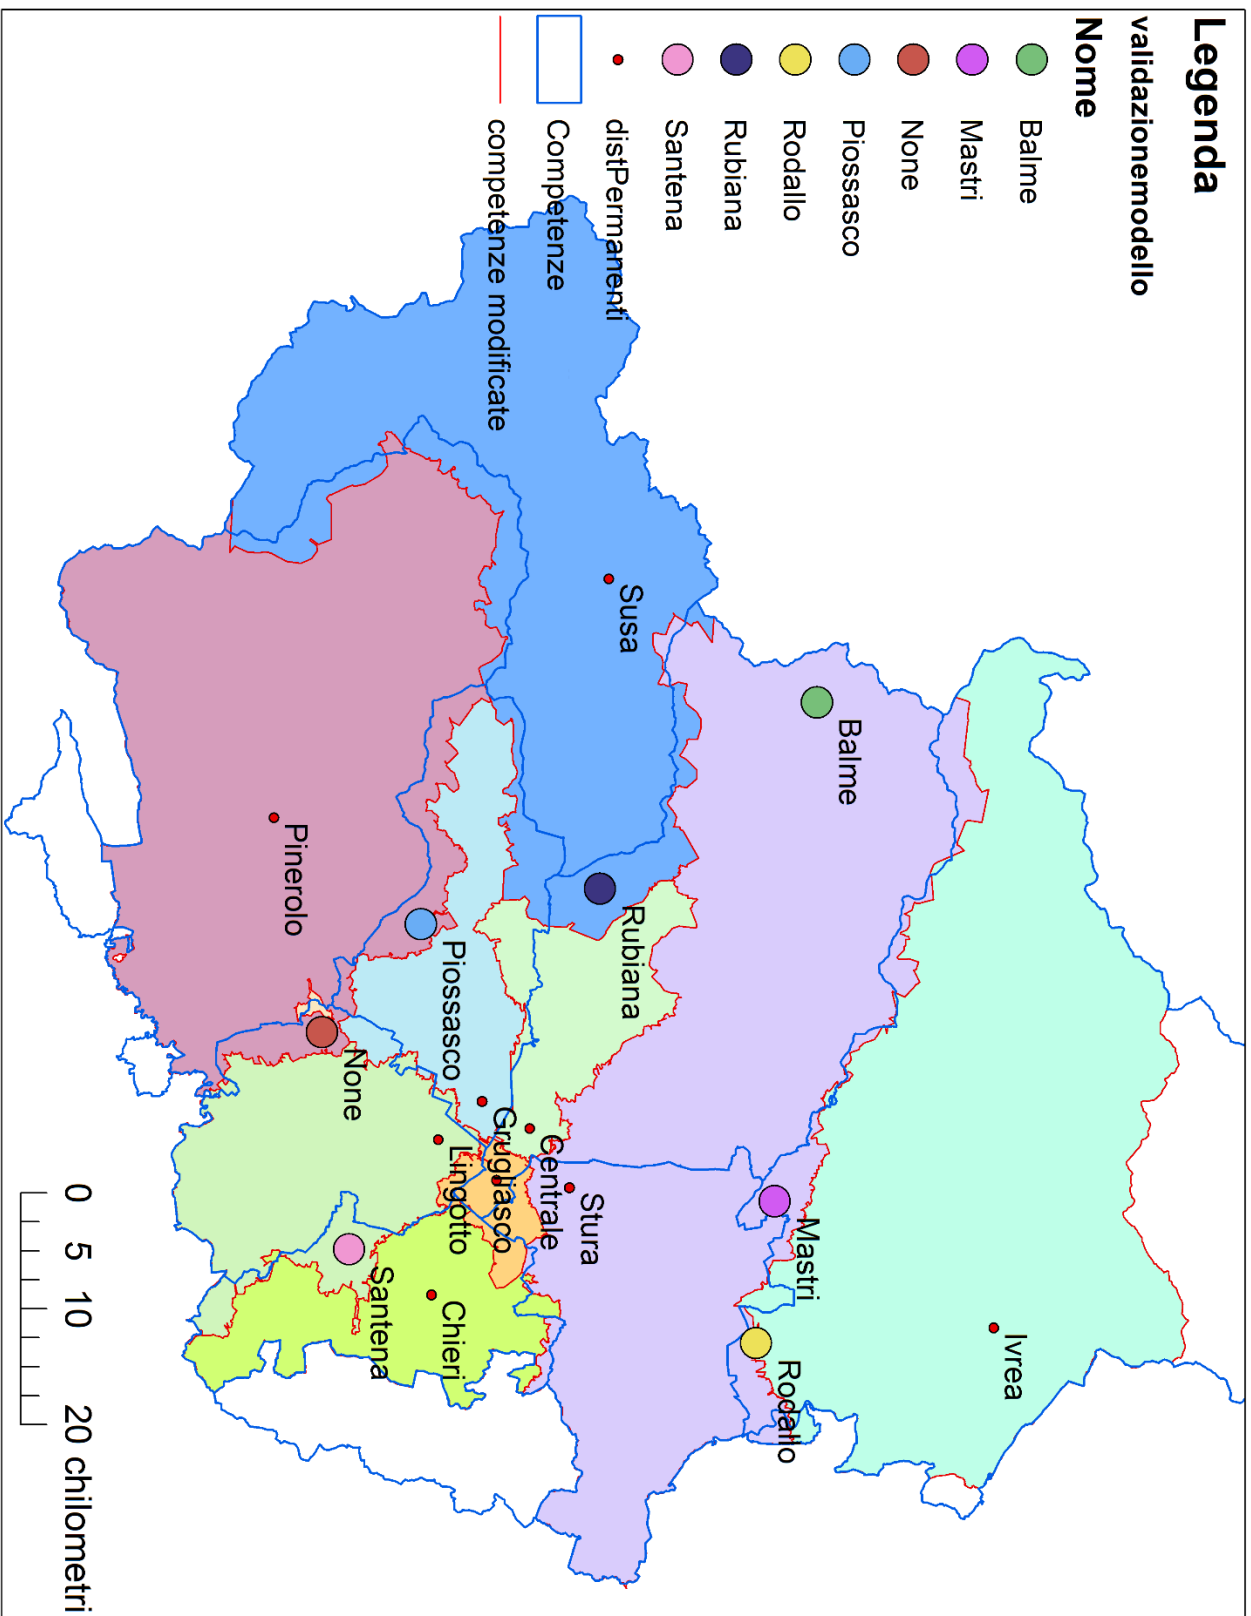 Legenda
validazionemodello
Nome
Balme
Mastri
None
Piossasco
Rodallo
Rubiana
Santena
distPermanenti
Competenze
competenze modificate
Ivrea
Balme
Mastri
Rodallo
Susa
Rubiana
Stura
Centrale
Grugliasco
Piossasco
Lingotto
Chieri
None
Santena
Pinerolo
0 5 10 20 chilometri